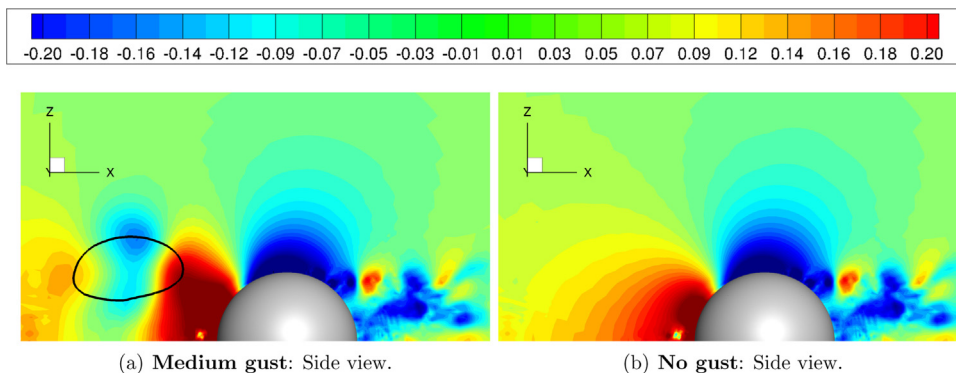 -0.20 -0.18 -0.16 -0.12 -0.09 -0.07 -0.05 -0.03 -0.01 0.01 0.03 0.05 0.07 0.09 0.12 0.14 0.16 0.18 0.20
Z
Y X
Z
Y X
(a) Medium gust: Side view.
(b) No gust: Side view.